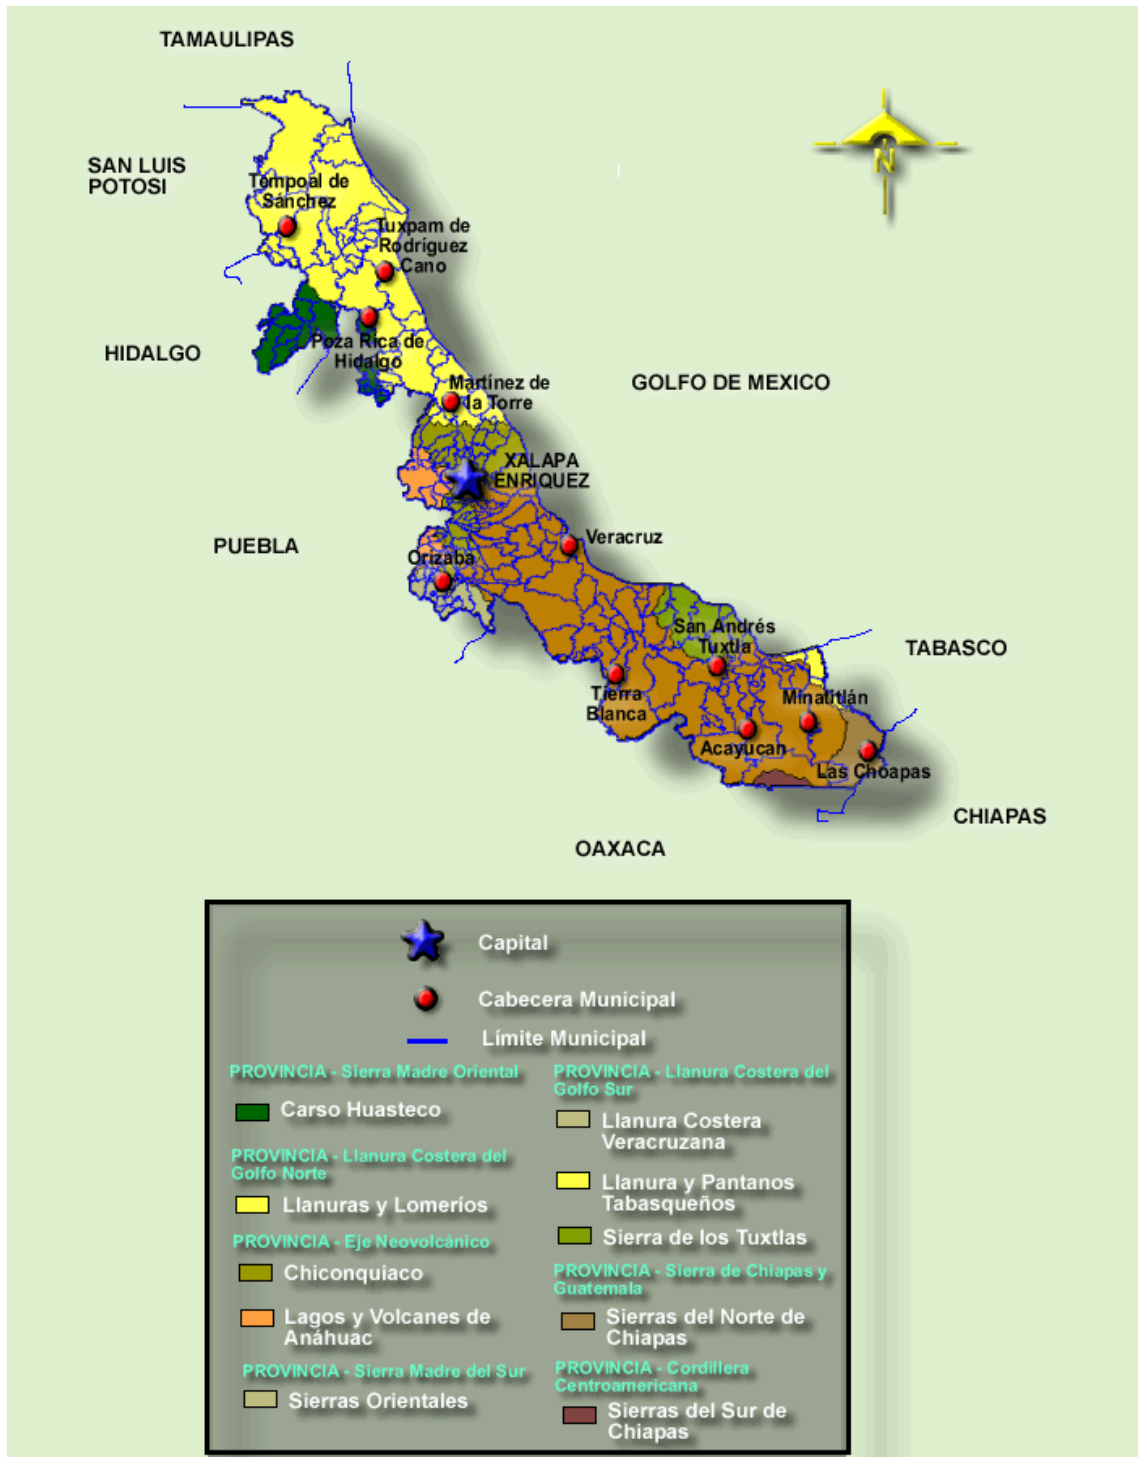 TAMAULIPAS
SAN LUIS
POTOSI
Tempoal de
Sánchez
N
Tuxpam de
Rodríguez
Cano
HIDALGO
Poza Rica de
Hidalgo
Martínez de
la Torre
GOLFO DE MEXICO
XALAPA
ENRIQUEZ
PUEBLA
Orizaba
Veracruz
San Andrés
Tuxtla
TABASCO
Tierra
Blanca
Minatitlán
Acayucan
Las Choapas
CHIAPAS
OAXACA
Capital
Cabecera Municipal
Límite Municipal
PROVINCIA - Sierra Madre Oriental
Carso Huasteco
PROVINCIA - Llanura Costera del
Golfo Norte
Llanuras y Lomeríos
PROVINCIA - Eje Neovolcánico
Chiconquiaco
Lagos y Volcanes de
Anáhuac
PROVINCIA - Sierra Madre del Sur
Sierras Orientales
PROVINCIA - Llanura Costera del
Golfo Sur
Llanura Costera
Veracruzana
Llanura y Pantanos
Tabasqueños
Sierra de los Tuxtlas
PROVINCIA - Sierra de Chiapas y
Guatemala
Sierras del Norte de
Chiapas
PROVINCIA - Cordillera
Centroamericana
Sierras del Sur de
Chiapas